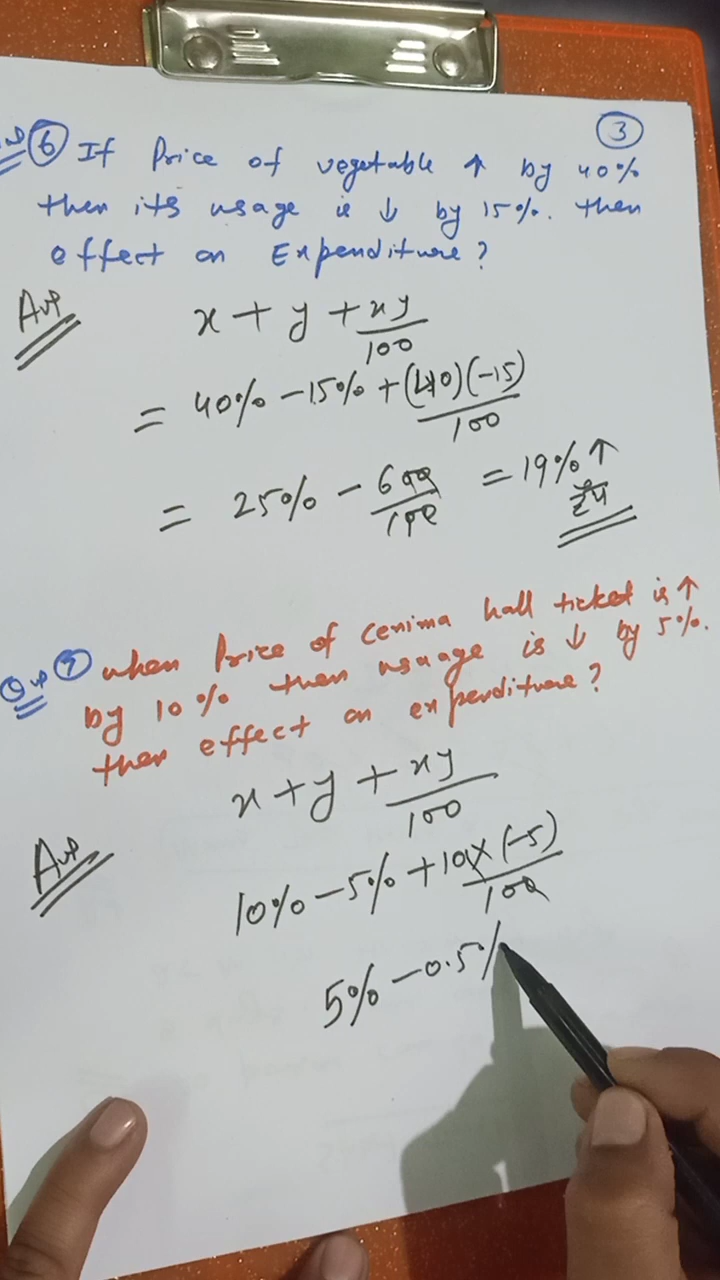 3
6 If Price of vegetable ↑ by 40%
then its usage is ↓ by 15%. then
effect on Expenditure?
x + y + xy/100
= 40% - 15% + (40)(-15)/100
= 25% - 600/100 = 19% ↑
7 when Price of cenima hall ticket is ↑
by 10% then usuage is ↓ by 5%.
then effect on expenditure?
x + y + xy/100
10% - 5% + 10 x (-5)/100
5% - 0.5%